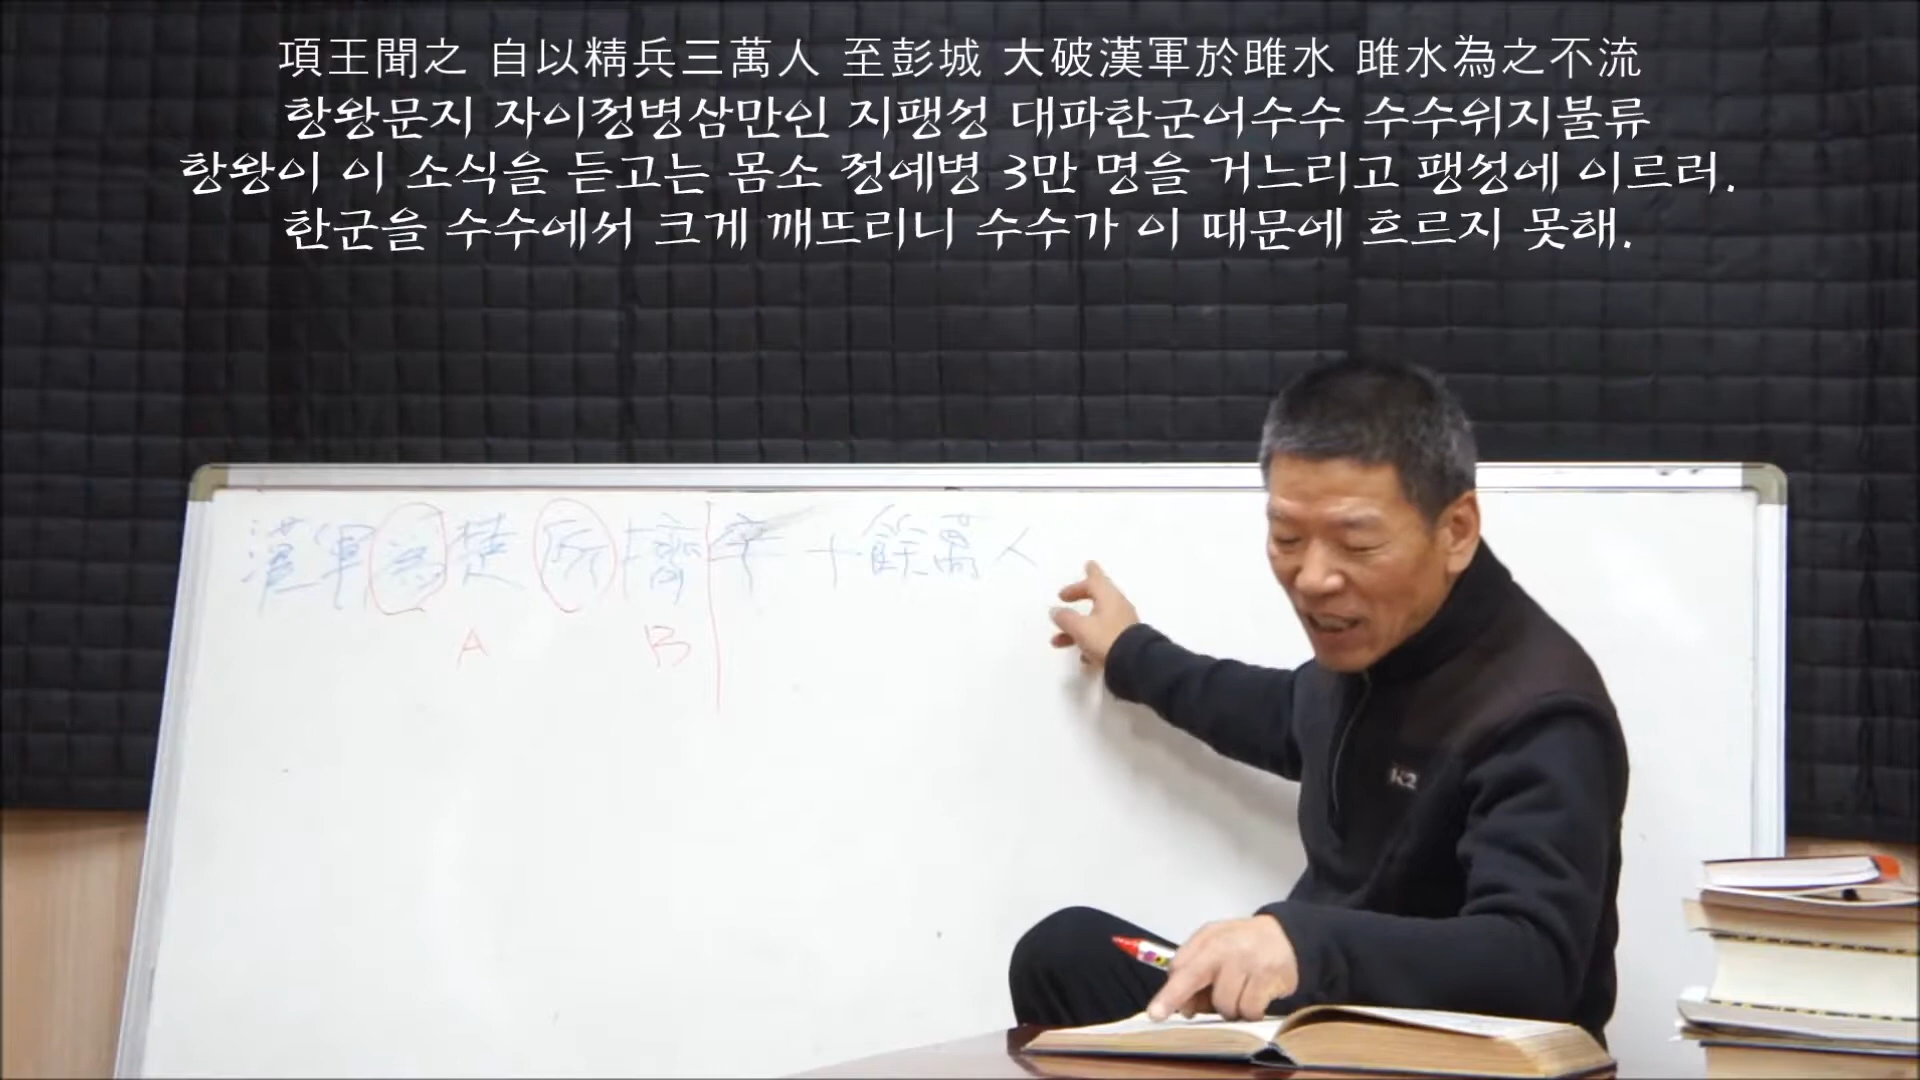 項王聞之 自以精兵三萬人 至彭城 大破漢軍於睢水 睢水為之不流
항왕문지 자이정병삼만인 지팽성 대파한군어수수 수수위지불류
항왕이 이 소식을 듣고는 몸소 정예병 3만 명을 거느리고 팽성에 이르러.
한군을 수수에서 크게 깨뜨리니 수수가 이 때문에 흐르지 못해.
漢軍為楚所擠卒十餘萬人
A B
K2